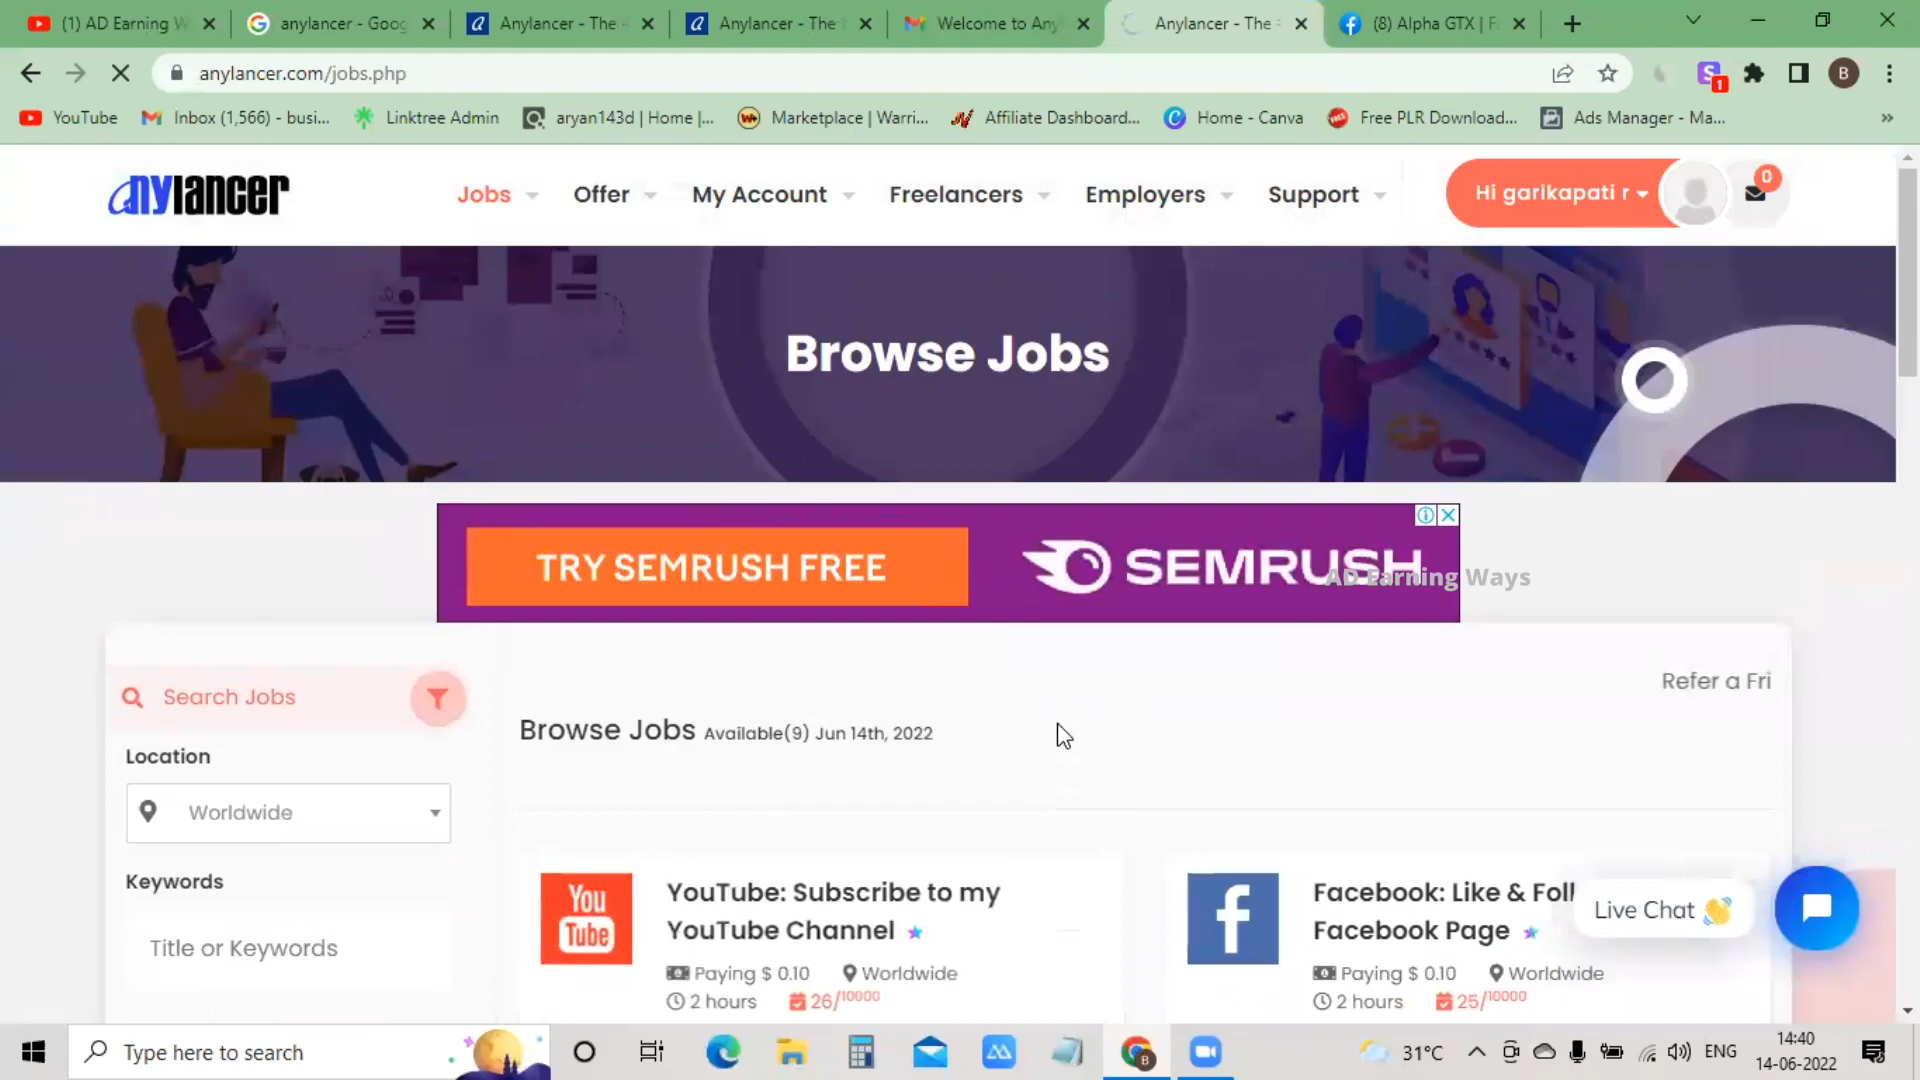 (1) AD Earning W
anylancer - Goog
Anylancer - The
Anylancer - The
Welcome to Any
Anylancer - The
(8) Alpha GTX | F
anylancer.com/jobs.php
S
1
B
YouTube
Inbox (1,566) - busi...
Linktree Admin
aryan143d | Home |...
Marketplace | Warri...
Affiliate Dashboard...
Home - Canva
Free PLR Download...
Ads Manager - Ma...
anylancer
Jobs
Offer
My Account
Freelancers
Employers
Support
Hi garikapati r
0
Browse Jobs
TRY SEMRUSH FREE
SEMRUSH
AD Earning Ways
Search Jobs
Refer a Fri
Browse Jobs Available(9) Jun 14th, 2022
Location
Worldwide
Keywords
Title or Keywords
You
Tube
YouTube: Subscribe to my
YouTube Channel
Paying $ 0.10 Worldwide
2 hours 26/10000
Facebook: Like & Foll
Facebook Page
Paying $ 0.10 Worldwide
2 hours 25/10000
Live Chat
Type here to search
31°C
ENG
14:40
14-06-2022